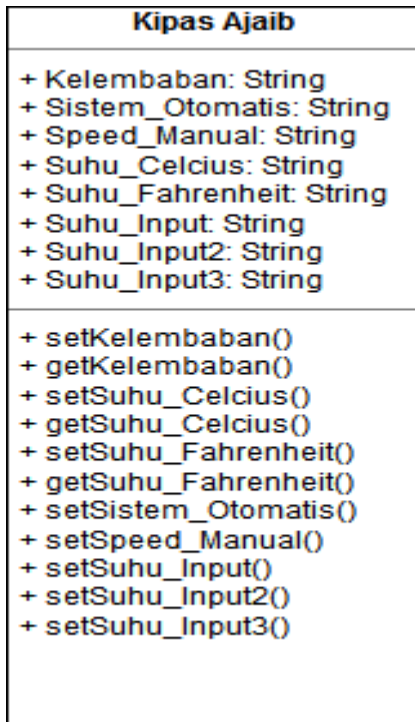 Kipas Ajaib
+ Kelembaban: String
+ Sistem_Otomatis: String
+ Speed_Manual: String
+ Suhu_Celcius: String
+ Suhu_Fahrenheit: String
+ Suhu_Input: String
+ Suhu_Input2: String
+ Suhu_Input3: String
+ setKelembaban()
+ getKelembaban()
+ setSuhu_Celcius()
+ getSuhu_Celcius()
+ setSuhu_Fahrenheit()
+ getSuhu_Fahrenheit()
+ setSistem_Otomatis()
+ setSpeed_Manual()
+ setSuhu_Input()
+ setSuhu_Input2()
+ setSuhu_Input3()